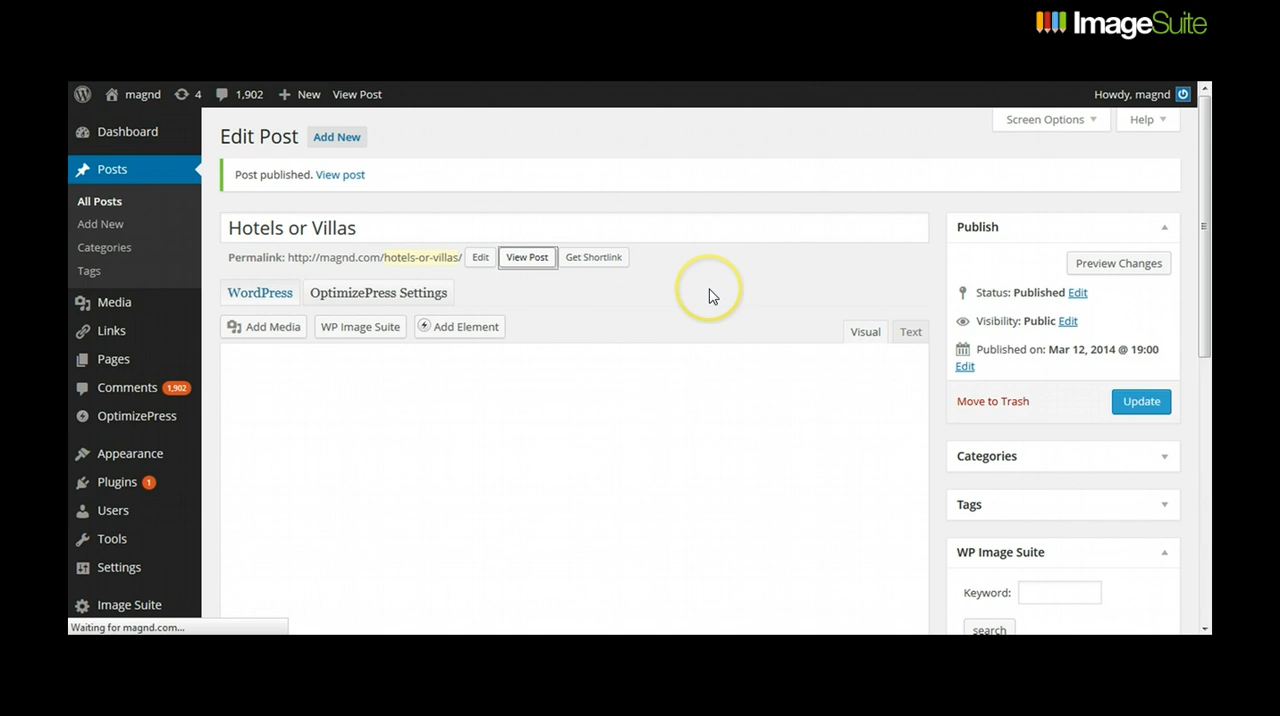 ImageSuite
magnd 4 1,902 New View Post Howdy, magnd
Screen Options Help
Dashboard
Posts
All Posts
Add New
Categories
Tags
Media
Links
Pages
Comments 1,902
OptimizePress
Appearance
Plugins 1
Users
Tools
Settings
Image Suite
Waiting for magnd.com...
Edit Post Add New
Post published. View post
Hotels or Villas
Permalink: http://magnd.com/hotels-or-villas/ Edit View Post Get Shortlink
WordPress OptimizePress Settings
Add Media WP Image Suite Add Element
Visual Text
Publish
Preview Changes
Status: Published Edit
Visibility: Public Edit
Published on: Mar 12, 2014 @ 19:00
Edit
Move to Trash Update
Categories
Tags
WP Image Suite
Keyword:
search